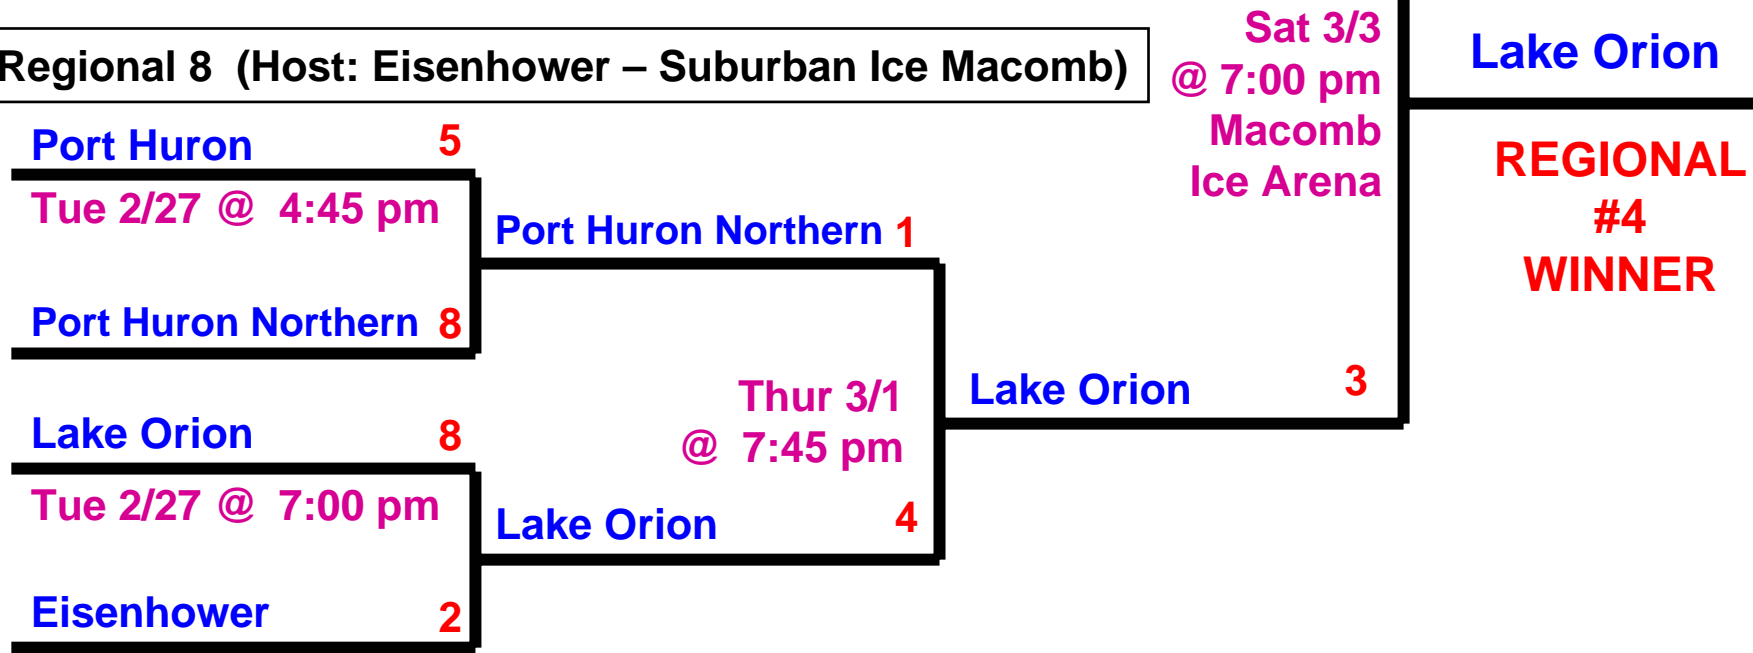 Regional 8 (Host: Eisenhower – Suburban Ice Macomb)
Port Huron 5
Tue 2/27 @ 4:45 pm
Port Huron Northern 8
Lake Orion 8
Tue 2/27 @ 7:00 pm
Eisenhower 2
Port Huron Northern 1
Thur 3/1
@ 7:45 pm
Lake Orion 4
Sat 3/3
@ 7:00 pm
Macomb
Ice Arena
Lake Orion 3
Lake Orion
REGIONAL
#4
WINNER